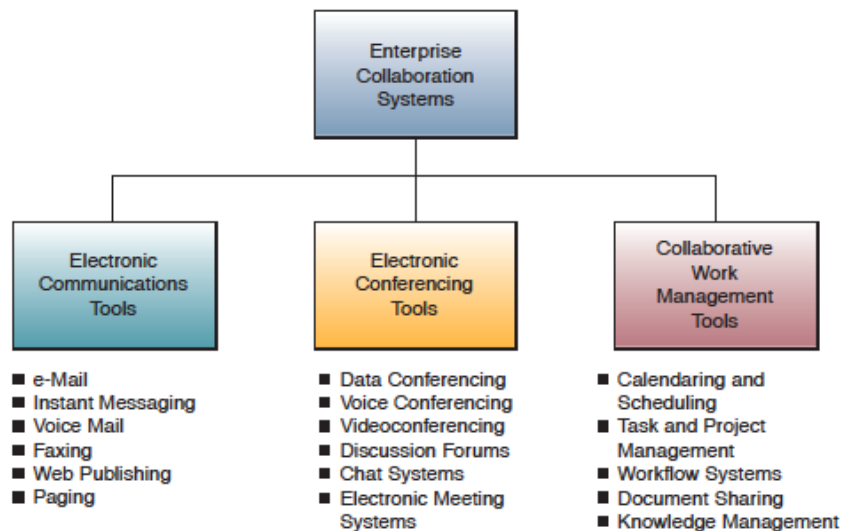 Enterprise
Collaboration
Systems
Electronic
Communications
Tools
Electronic
Conferencing
Tools
Collaborative
Work
Management
Tools
■ e-Mail
■ Instant Messaging
■ Voice Mail
■ Faxing
■ Web Publishing
■ Paging
■ Data Conferencing
■ Voice Conferencing
■ Videoconferencing
■ Discussion Forums
■ Chat Systems
■ Electronic Meeting
Systems
■ Calendaring and
Scheduling
■ Task and Project
Management
■ Workflow Systems
■ Document Sharing
■ Knowledge Management